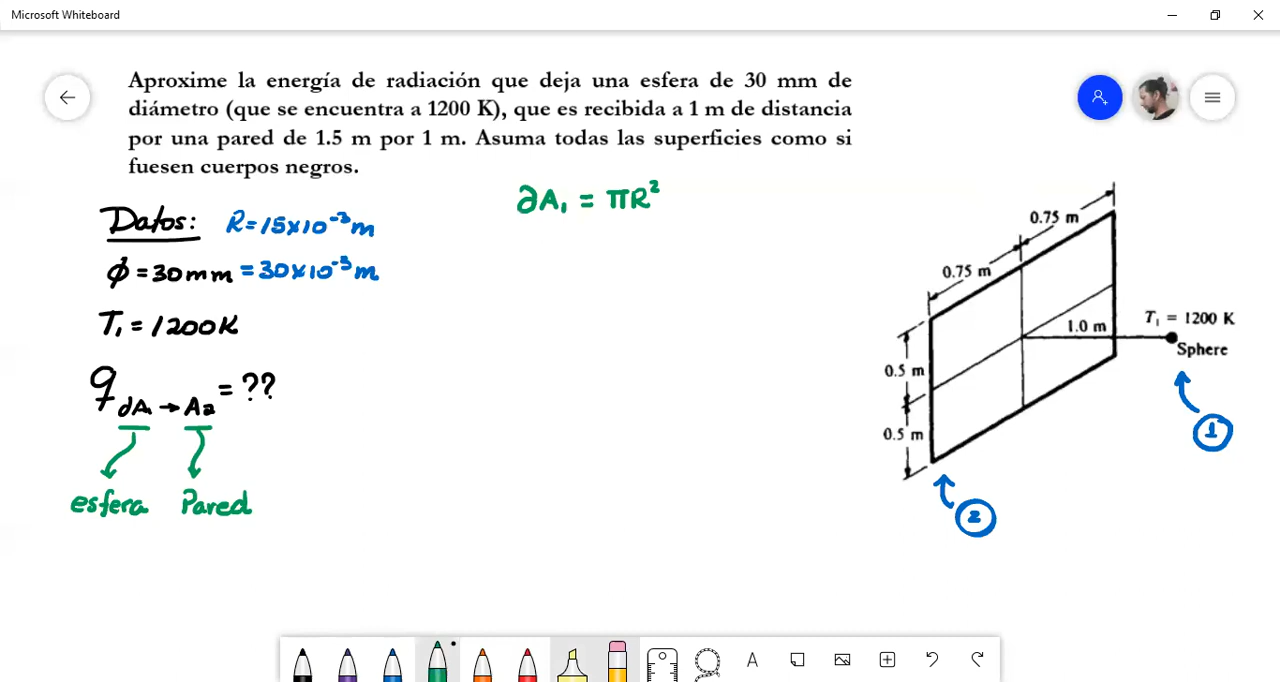 Microsoft Whiteboard
Aproxime la energía de radiación que deja una esfera de 30 mm de
diámetro (que se encuentra a 1200 K), que es recibida a 1 m de distancia
por una pared de 1.5 m por 1 m. Asuma todas las superficies como si
fuesen cuerpos negros.
∂A₁ = πR²
Datos: R=15x10⁻³m
ϕ = 30mm = 30x10⁻³m
T₁ = 1200K
q ∂A₁ → A₂ = ??
esfera Pared
0.75 m
0.75 m
1.0 m
T₁ = 1200 K
Sphere
0.5 m
0.5 m
1
2
A